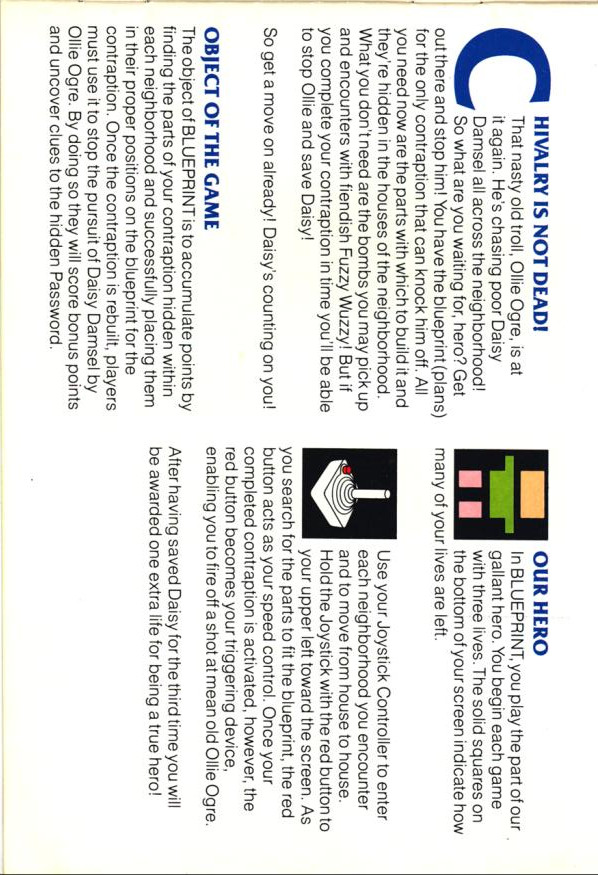 CHIVALRY IS NOT DEAD!
That nasty old troll, Ollie Ogre, is at
it again. He's chasing poor Daisy
Damsel all across the neighborhood!
So what are you waiting for, hero? Get
out there and stop him! You have the blueprint (plans)
for the only contraption that can knock him off. All
you need now are the parts with which to build it and
they're hidden in the houses of the neighborhood.
What you don't need are the bombs you may pick up
and encounters with fiendish Fuzzy Wuzzy! But if
you complete your contraption in time you'll be able
to stop Ollie and save Daisy!
So get a move on already! Daisy's counting on you!
OBJECT OF THE GAME
The object of BLUEPRINT is to accumulate points by
finding the parts of your contraption hidden within
each neighborhood and successfully placing them
in their proper positions on the blueprint for the
contraption. Once the contraption is rebuilt, players
must use it to stop the pursuit of Daisy Damsel by
Ollie Ogre. By doing so they will score bonus points
and uncover clues to the hidden Password.
OUR HERO
In BLUEPRINT, you play the part of our
gallant hero. You begin each game
with three lives. The solid squares on
the bottom of your screen indicate how
many of your lives are left.
Use your Joystick Controller to enter
each neighborhood you encounter
and to move from house to house.
Hold the Joystick with the red button to
your upper left toward the screen. As
you search for the parts to fit the blueprint, the red
button acts as your speed control. Once your
completed contraption is activated, however, the
red button becomes your triggering device,
enabling you to fire off a shot at mean old Ollie Ogre.
After having saved Daisy for the third time you will
be awarded one extra life for being a true hero!